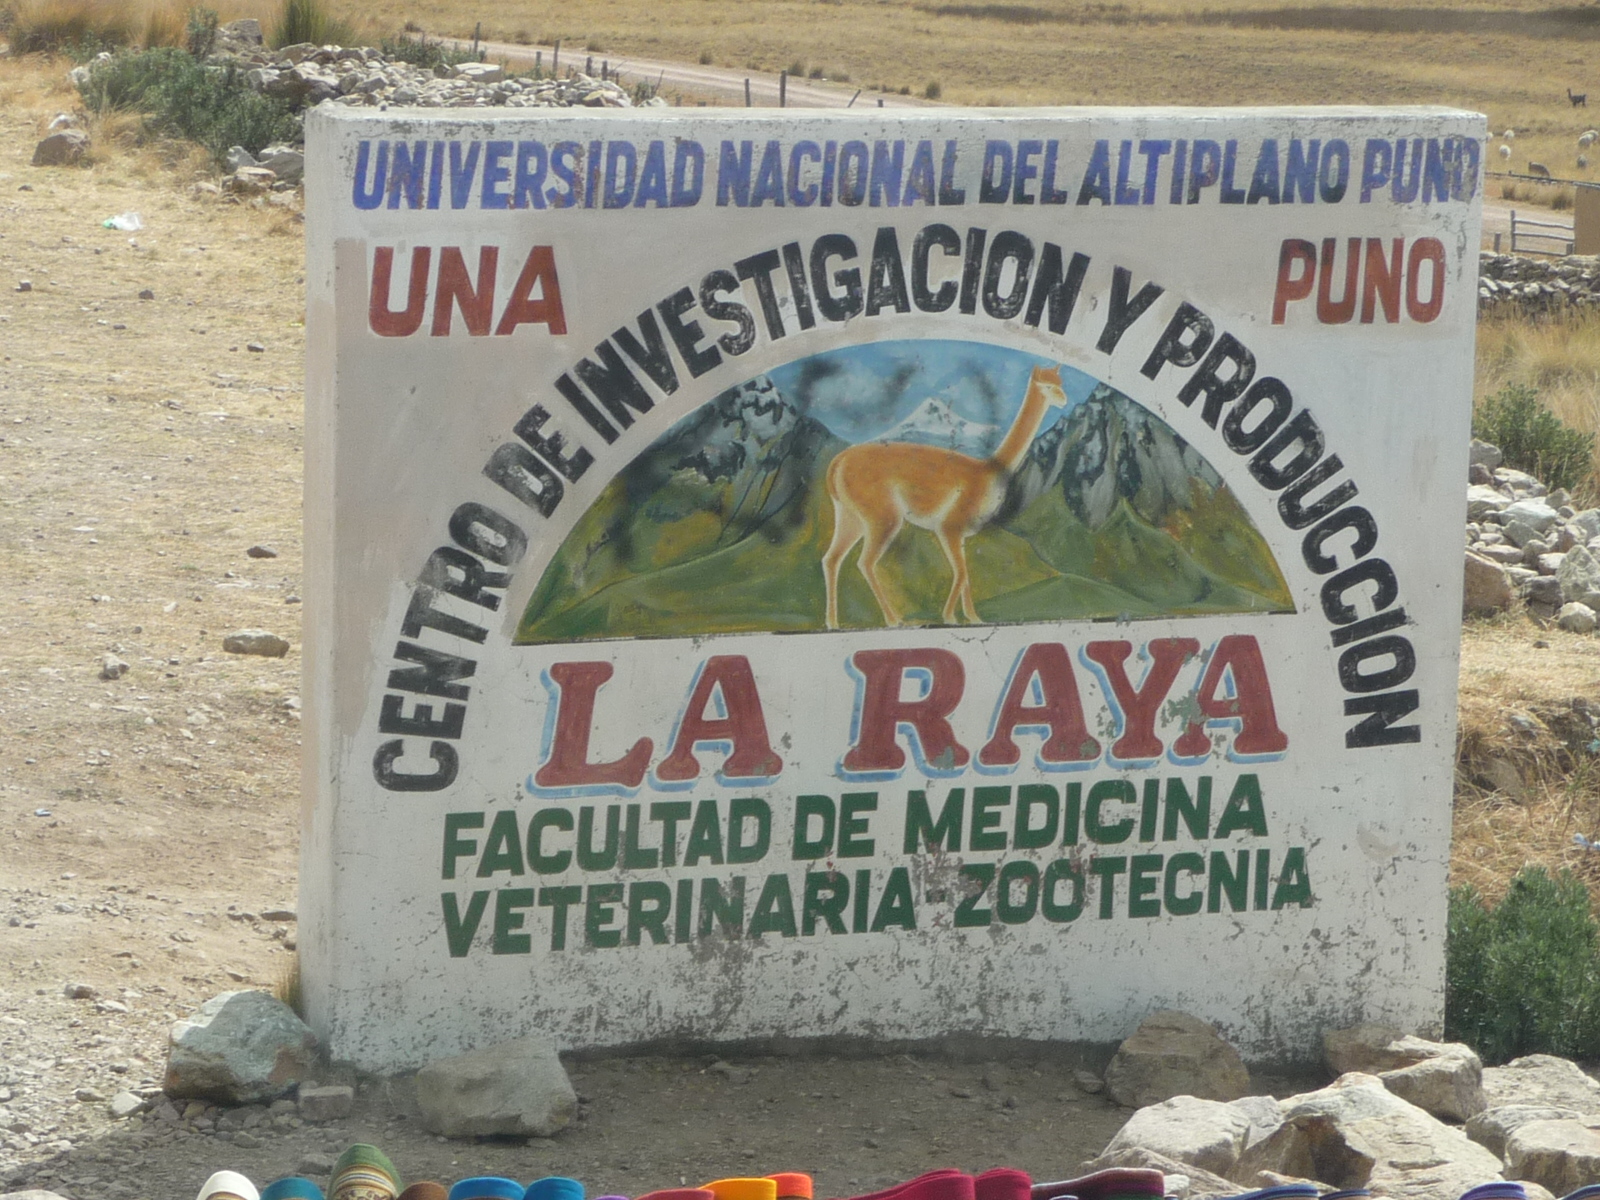 UNIVERSIDAD NACIONAL DEL ALTIPLANO PUNO
UNA
PUNO
CENTRO DE INVESTIGACION Y PRODUCCION
LA RAYA
FACULTAD DE MEDICINA
VETERINARIA-ZOOTECNIA